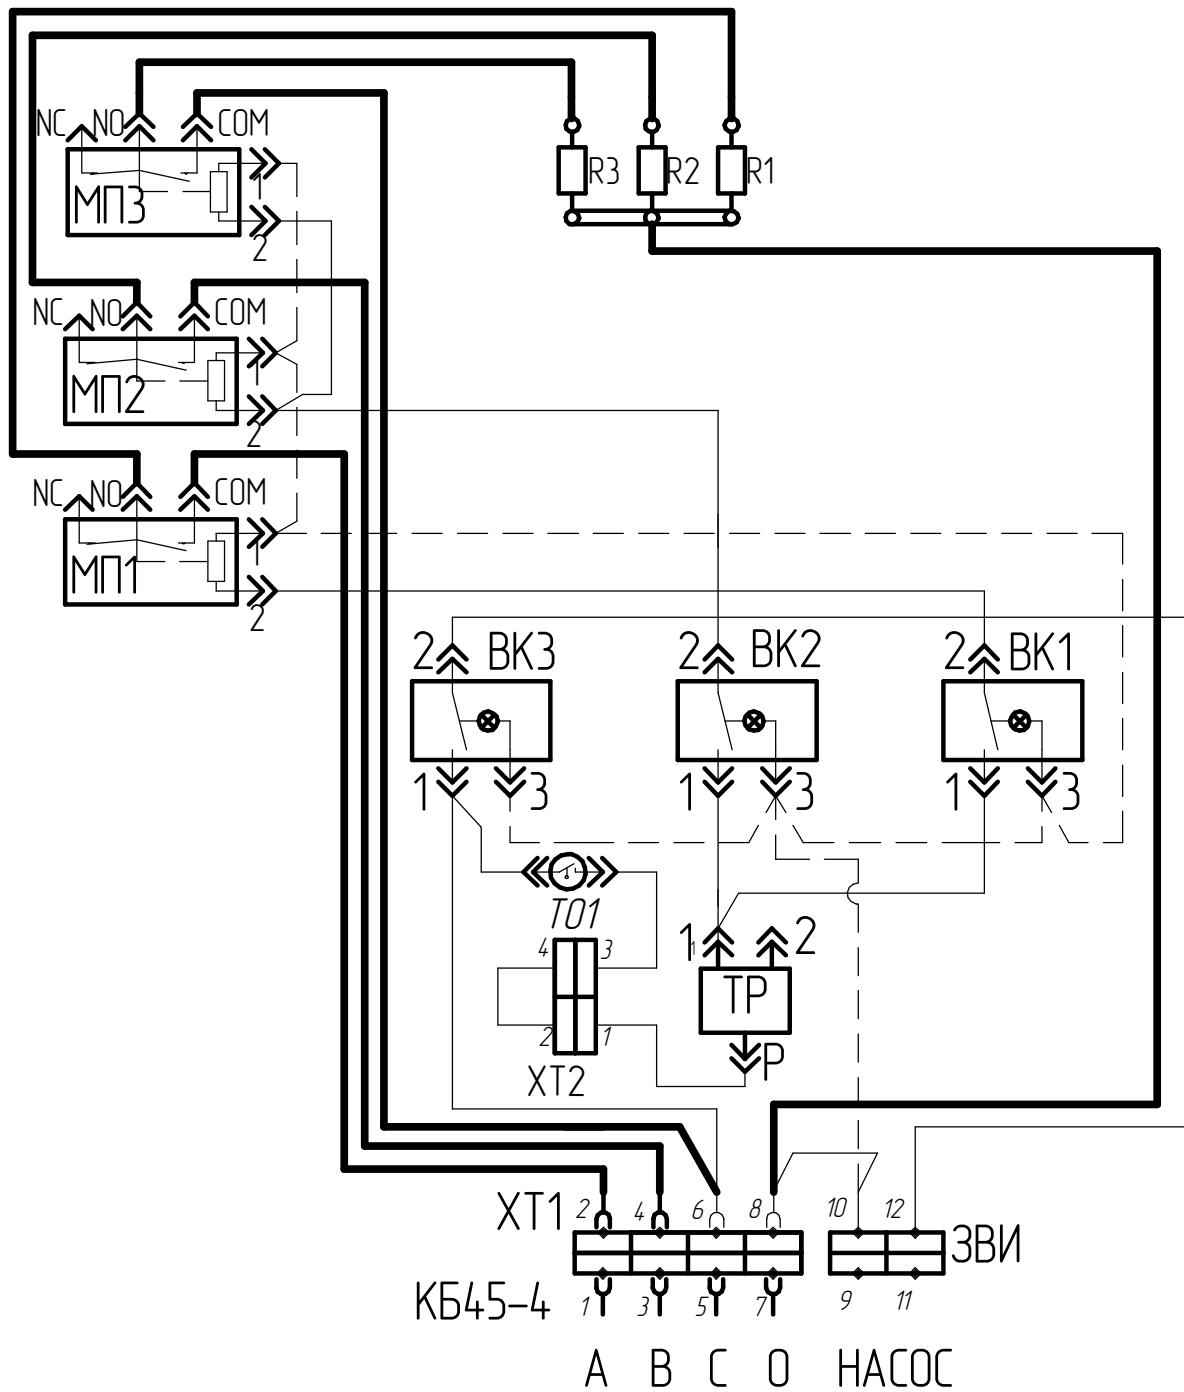 NC NO COM
R3 R2 R1
МП3 1
2
NC NO COM
МП2 1
2
NC NO COM
МП1 1
2
2 ВК3 2 ВК2 2 ВК1
1 3 1 3 1 3
ТО1
4 3
1 1 2
ТР
2 1
Р
ХТ2
ХТ1 2 4 6 8 10 12
ЗВИ
КБ45-4 1 3 5 7 9 11
А В С О НАСОС